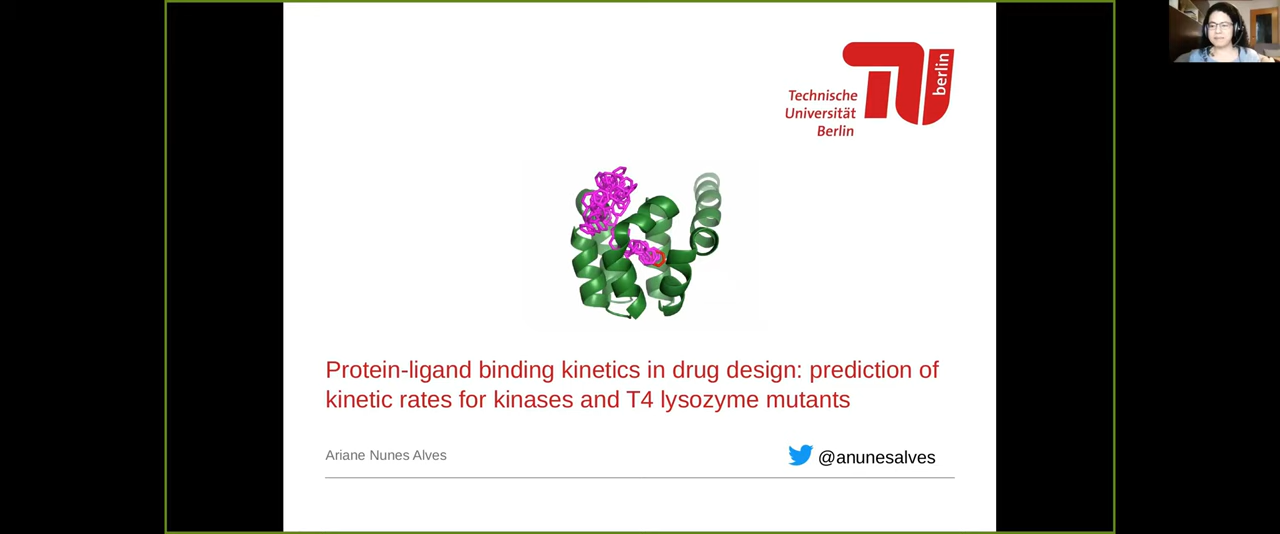 Technische
Universität
Berlin
berlin
Protein-ligand binding kinetics in drug design: prediction of
kinetic rates for kinases and T4 lysozyme mutants
Ariane Nunes Alves
@anunesalves